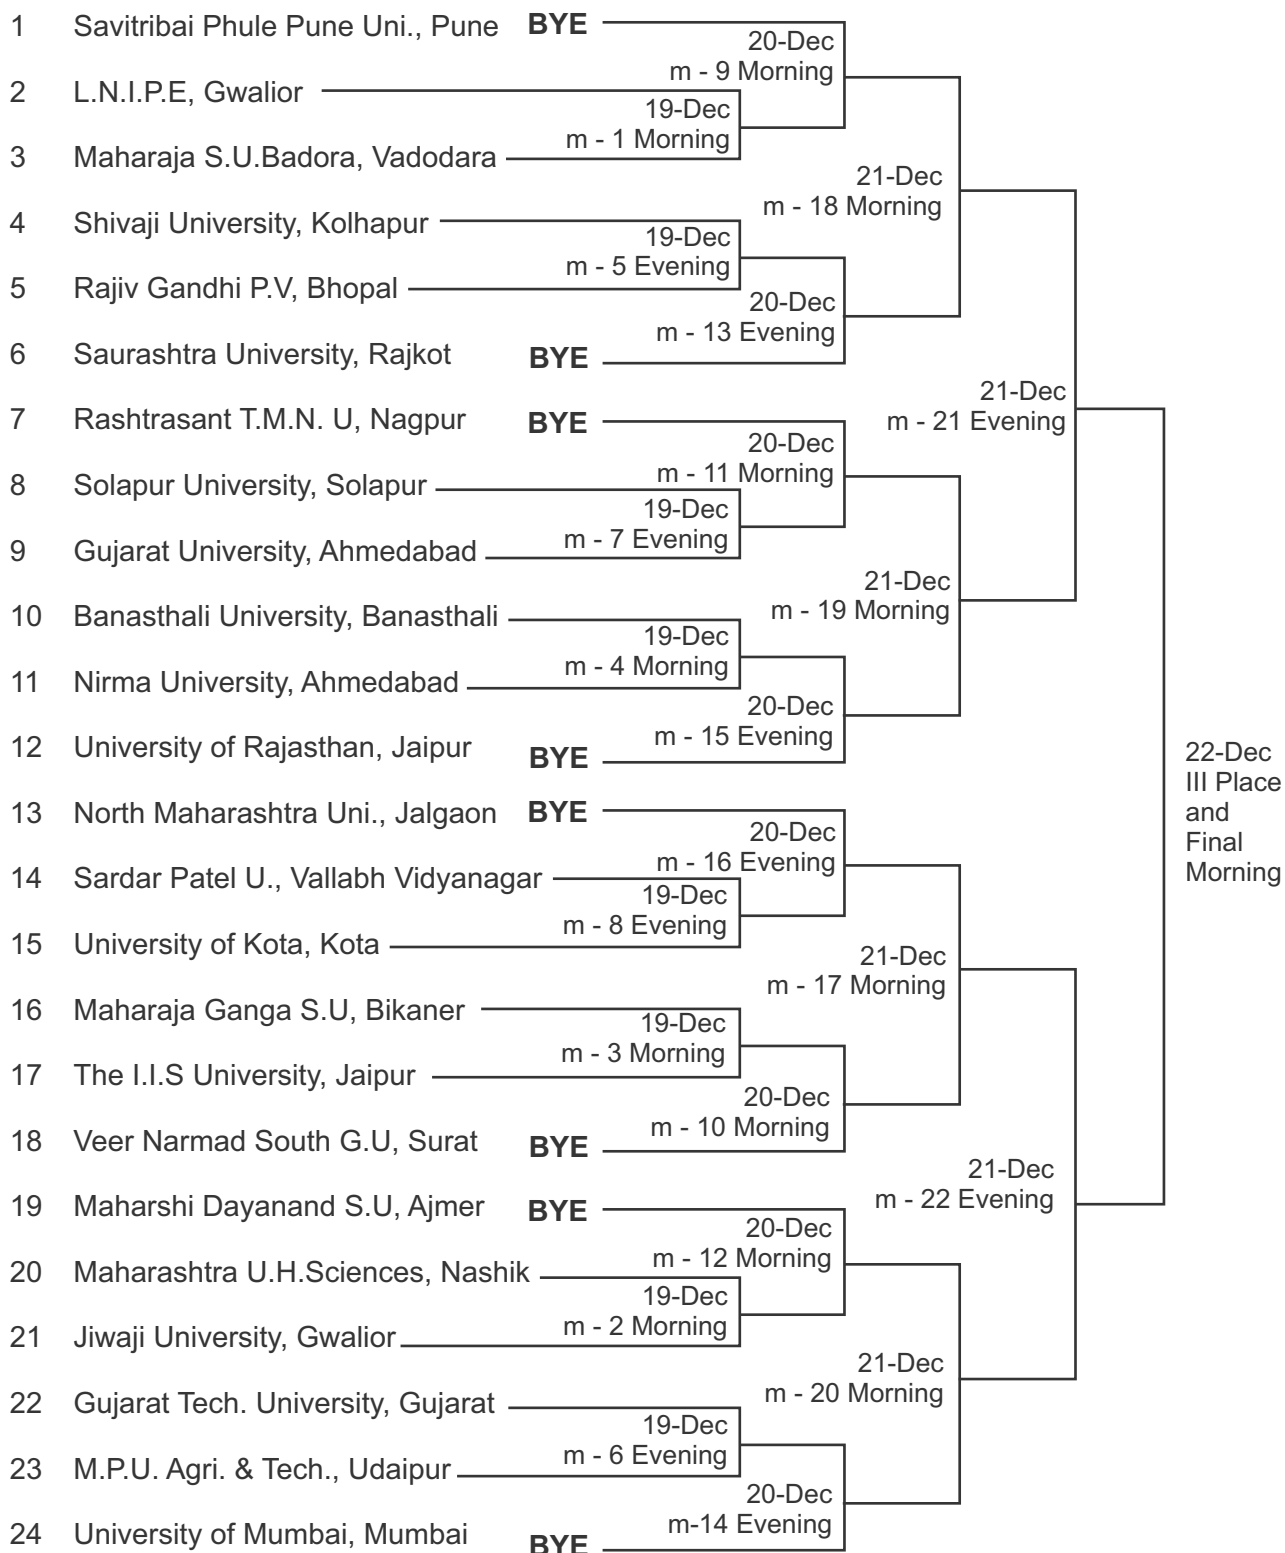 1 Savitribai Phule Pune Uni., Pune BYE
20-Dec
m - 9 Morning
2 L.N.I.P.E, Gwalior
19-Dec
m - 1 Morning
3 Maharaja S.U.Badora, Vadodara
21-Dec
m - 18 Morning
4 Shivaji University, Kolhapur
19-Dec
m - 5 Evening
5 Rajiv Gandhi P.V, Bhopal
20-Dec
m - 13 Evening
6 Saurashtra University, Rajkot BYE
21-Dec
m - 21 Evening
7 Rashtrasant T.M.N. U, Nagpur BYE
20-Dec
m - 11 Morning
8 Solapur University, Solapur
19-Dec
m - 7 Evening
9 Gujarat University, Ahmedabad
21-Dec
m - 19 Morning
10 Banasthali University, Banasthali
19-Dec
m - 4 Morning
11 Nirma University, Ahmedabad
20-Dec
m - 15 Evening
12 University of Rajasthan, Jaipur BYE
22-Dec
III Place
and
Final
Morning
13 North Maharashtra Uni., Jalgaon BYE
20-Dec
m - 16 Evening
14 Sardar Patel U., Vallabh Vidyanagar
19-Dec
m - 8 Evening
15 University of Kota, Kota
21-Dec
m - 17 Morning
16 Maharaja Ganga S.U, Bikaner
19-Dec
m - 3 Morning
17 The I.I.S University, Jaipur
20-Dec
m - 10 Morning
18 Veer Narmad South G.U, Surat BYE
21-Dec
m - 22 Evening
19 Maharshi Dayanand S.U, Ajmer BYE
20-Dec
m - 12 Morning
20 Maharashtra U.H.Sciences, Nashik
19-Dec
m - 2 Morning
21 Jiwaji University, Gwalior
21-Dec
m - 20 Morning
22 Gujarat Tech. University, Gujarat
19-Dec
m - 6 Evening
23 M.P.U. Agri. & Tech., Udaipur
20-Dec
m-14 Evening
24 University of Mumbai, Mumbai BYE